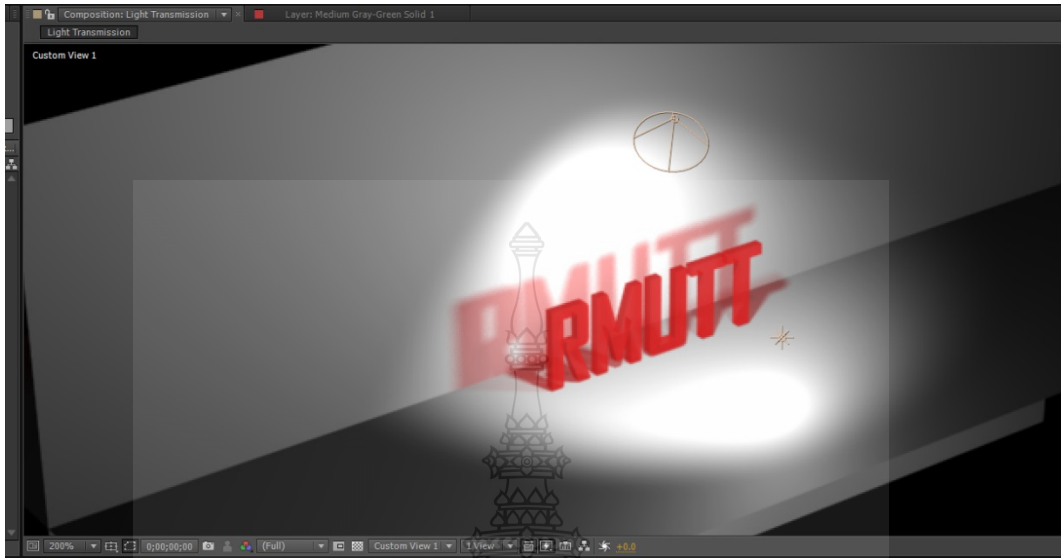 Composition: Light Transmission
Layer: Medium Gray-Green Solid 1
Light Transmission
Custom View 1
RMUTT
200%
0;00;00;00
(Full)
Custom View 1
1 View
+0.0